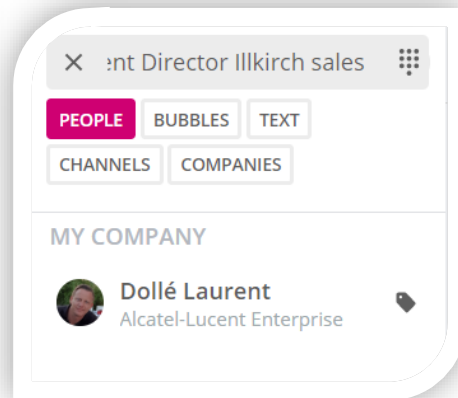 ent Director Illkirch sales
PEOPLE BUBBLES TEXT
CHANNELS COMPANIES
MY COMPANY
Dollé Laurent
Alcatel-Lucent Enterprise